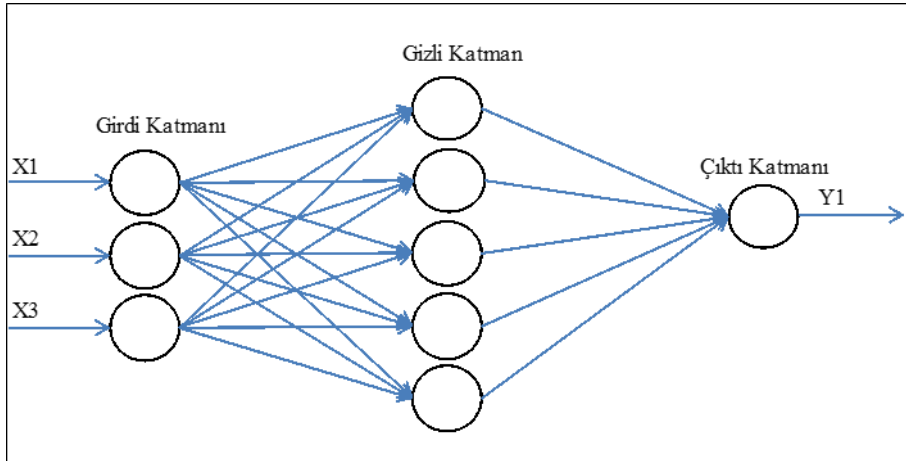 Gizli Katman
Girdi Katmanı
X1
X2
X3
Çıktı Katmanı
Y1